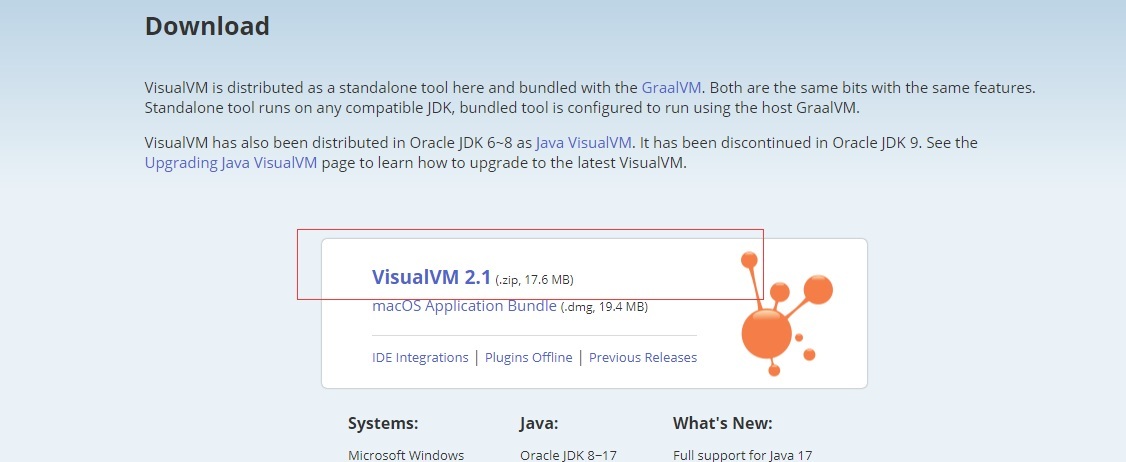 Download
VisualVM is distributed as a standalone tool here and bundled with the GraalVM. Both are the same bits with the same features.
Standalone tool runs on any compatible JDK, bundled tool is configured to run using the host GraalVM.
VisualVM has also been distributed in Oracle JDK 6~8 as Java VisualVM. It has been discontinued in Oracle JDK 9. See the
Upgrading Java VisualVM page to learn how to upgrade to the latest VisualVM.
VisualVM 2.1 (.zip, 17.6 MB)
macOS Application Bundle (.dmg, 19.4 MB)
IDE Integrations | Plugins Offline | Previous Releases
Systems: Java: What's New:
Microsoft Windows Oracle JDK 8~17 Full support for Java 17